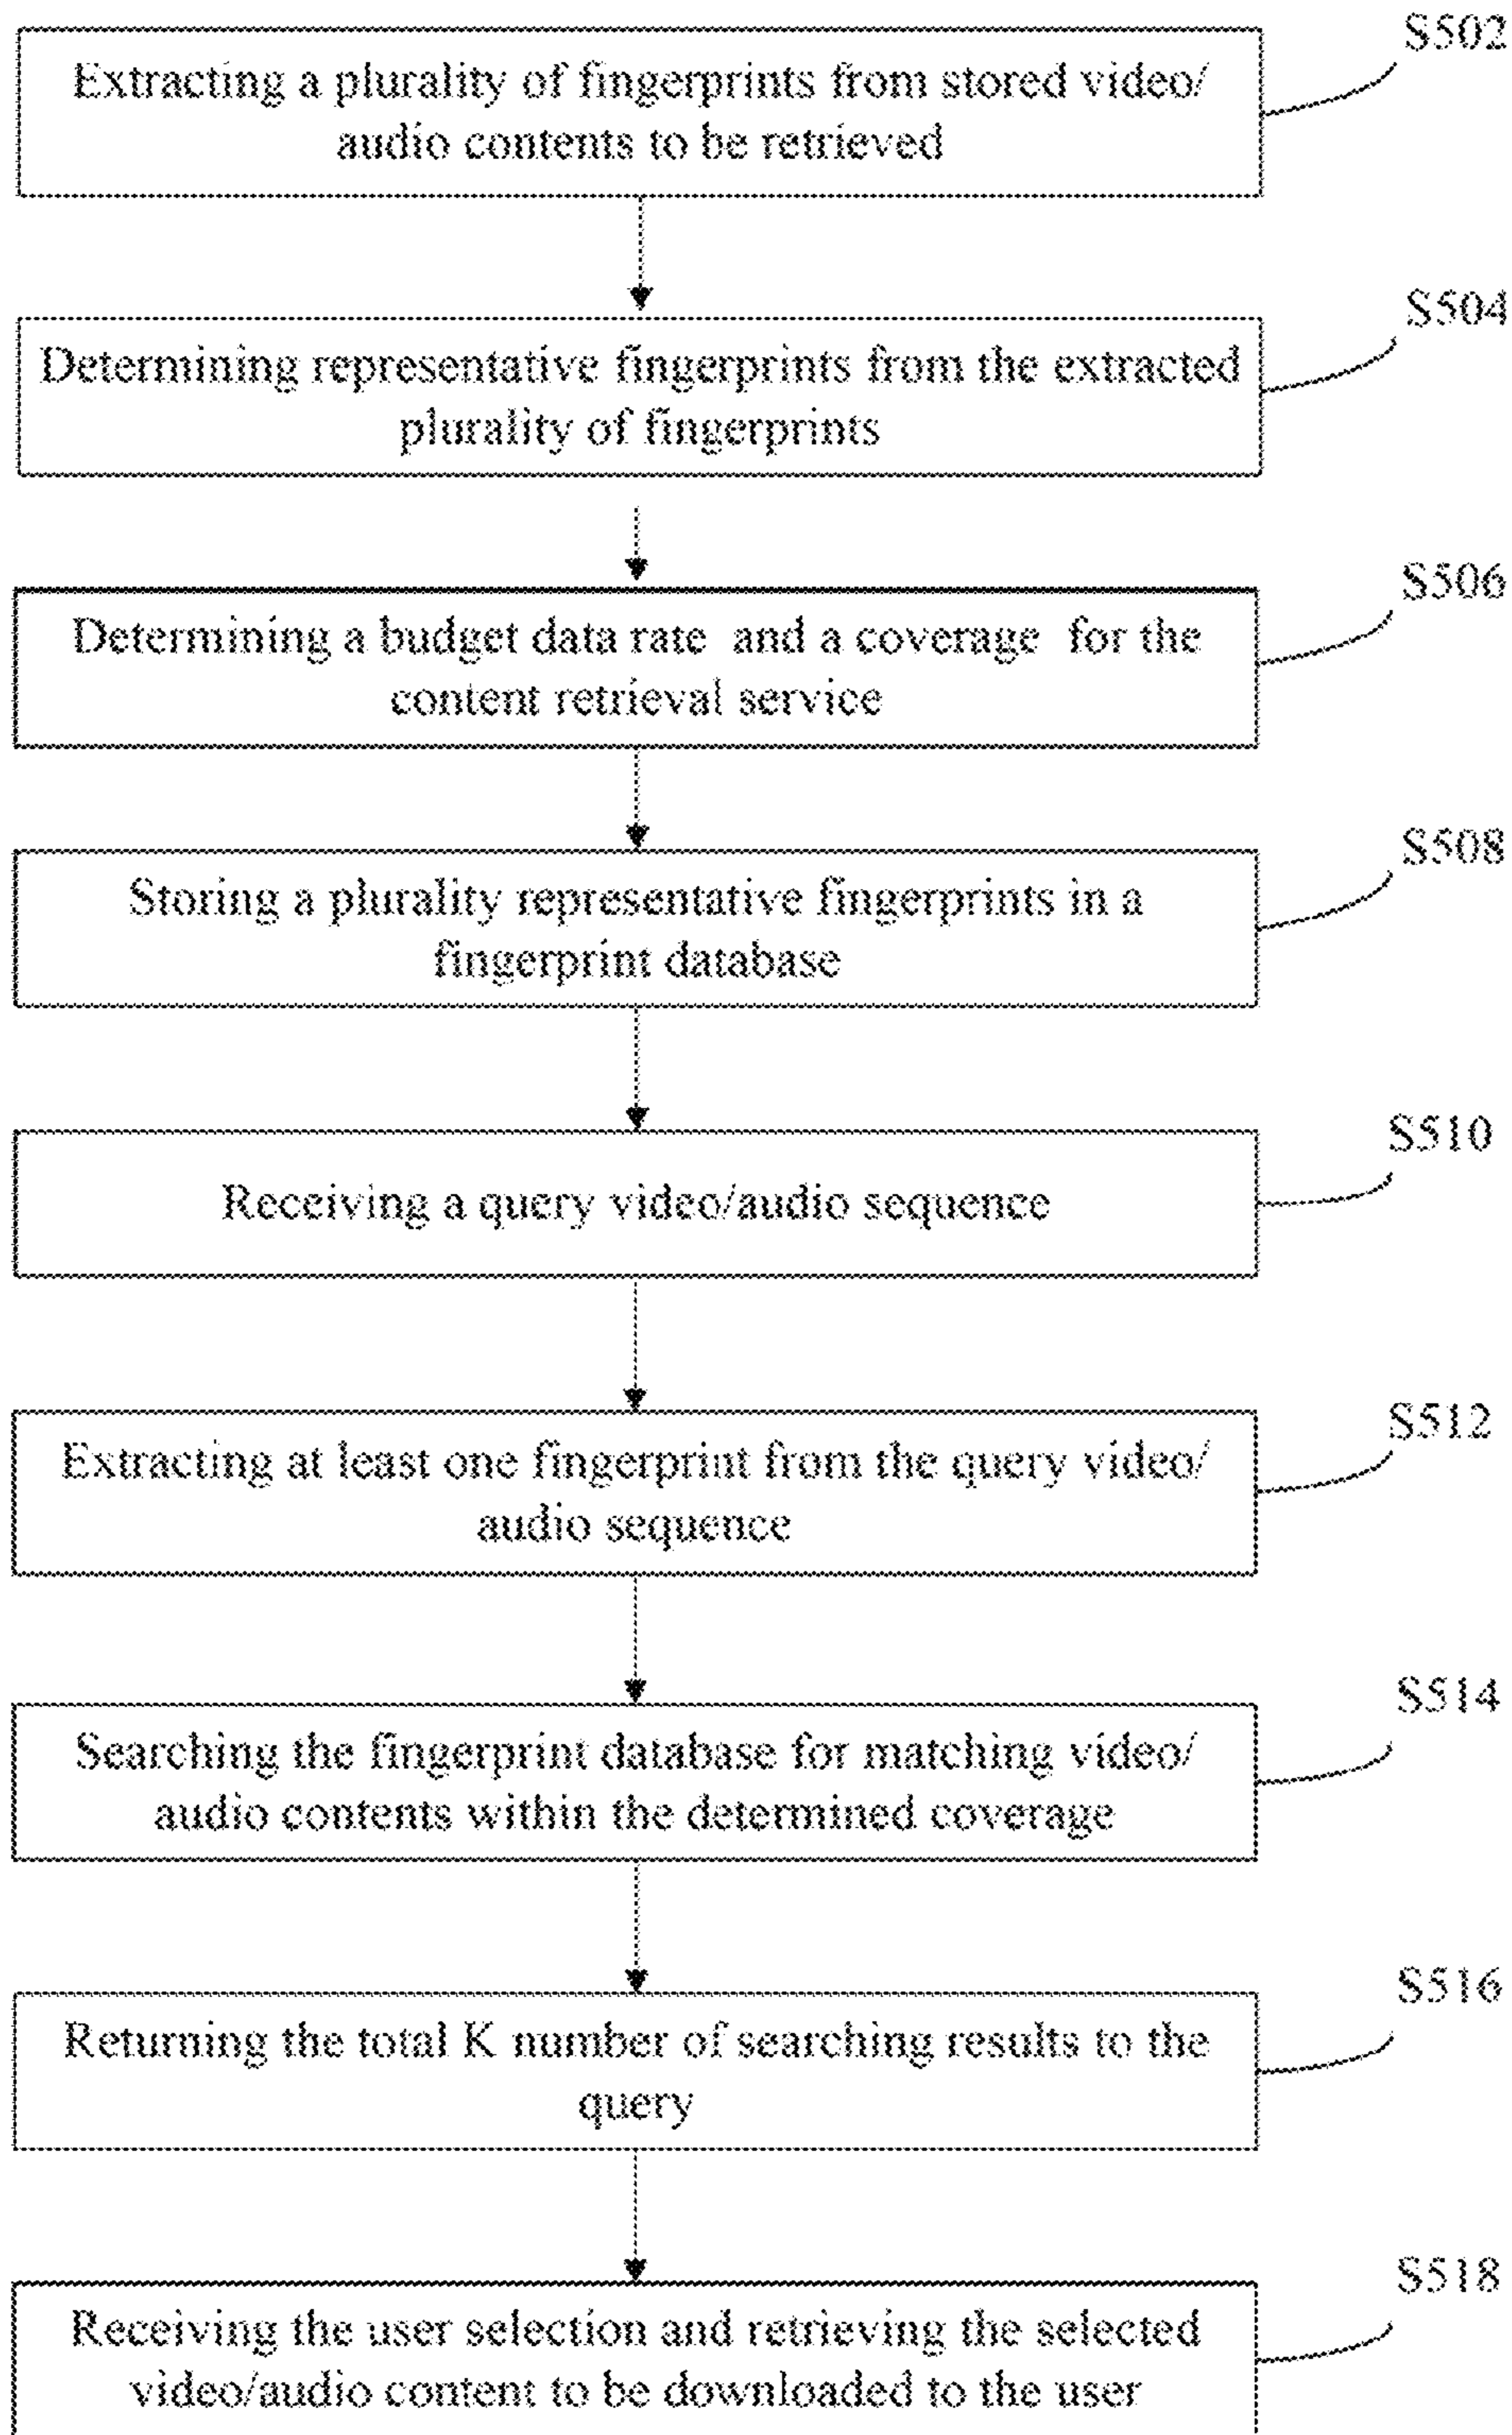 S502
Extracting a plurality of fingerprints from stored video/
audio contents to be retrieved
S504
Determining representative fingerprints from the extracted
plurality of fingerprints
S506
Determining a budget data rate and a coverage for the
content retrieval service
S508
Storing a plurality representative fingerprints in a
fingerprint database
S510
Receiving a query video/audio sequence
S512
Extracting at least one fingerprint from the query video/
audio sequence
S514
Searching the fingerprint database for matching video/
audio contents within the determined coverage
S516
Returning the total K number of searching results to the
query
S518
Receiving the user selection and retrieving the selected
video/audio content to be downloaded to the user